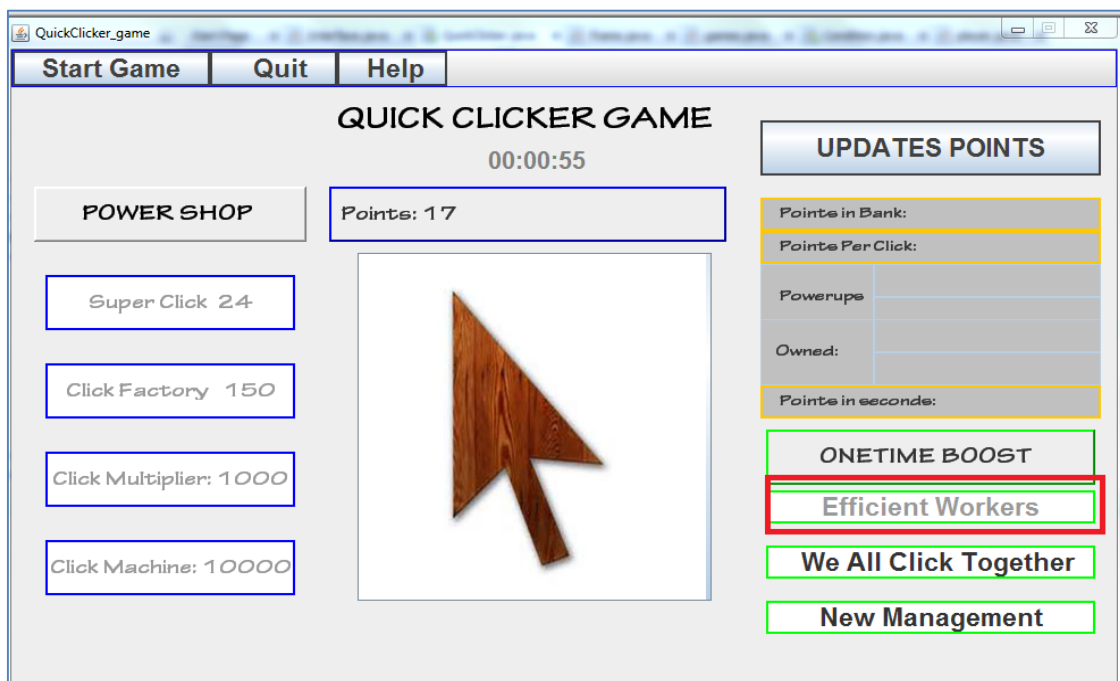 QuickClicker_game
Start Game Quit Help
QUICK CLICKER GAME
00:00:55
UPDATES POINTS
POWER SHOP
Points: 17
Points in Bank:
Points Per Click:
Powerups
Owned:
Points in seconds:
Super Click 24
Click Factory 150
Click Multiplier: 1000
Click Machine: 10000
ONETIME BOOST
Efficient Workers
We All Click Together
New Management